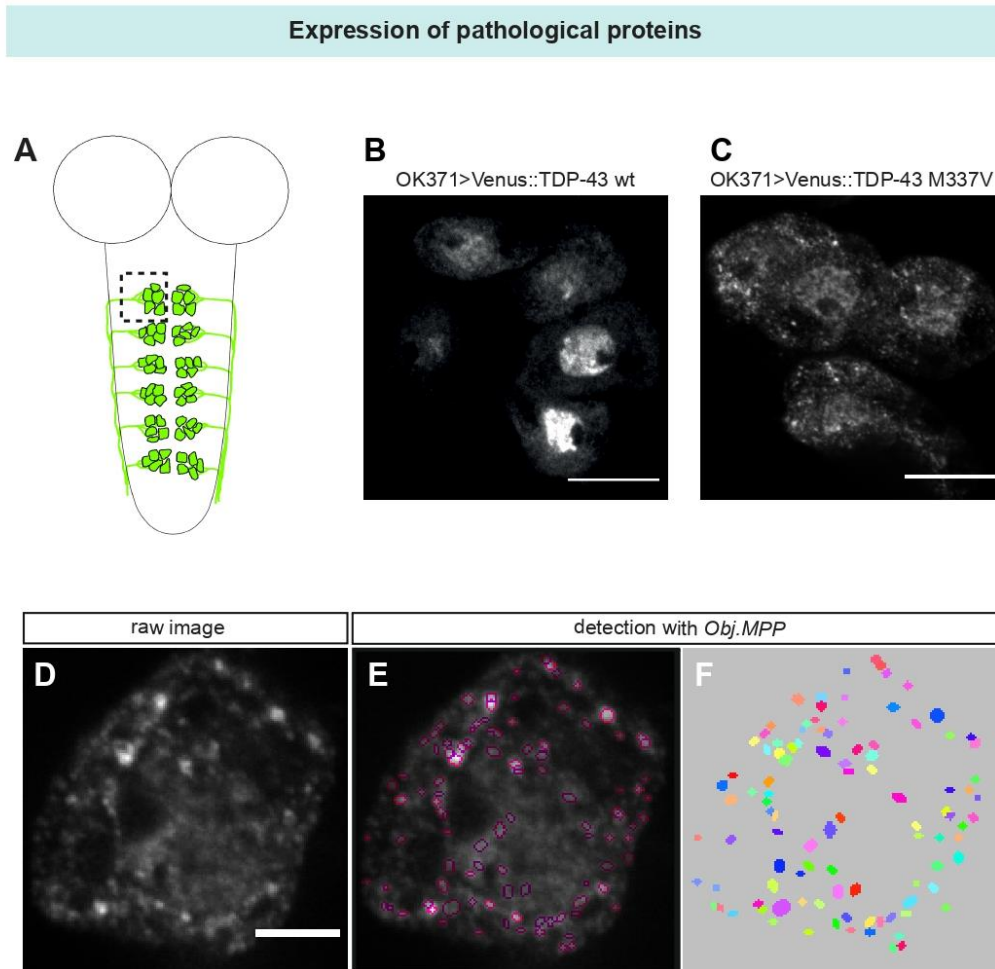 Expression of pathological proteins
A
B
OK371>Venus::TDP-43 wt
C
OK371>Venus::TDP-43 M337V
raw image
detection with Obj.MPP
D
E
F